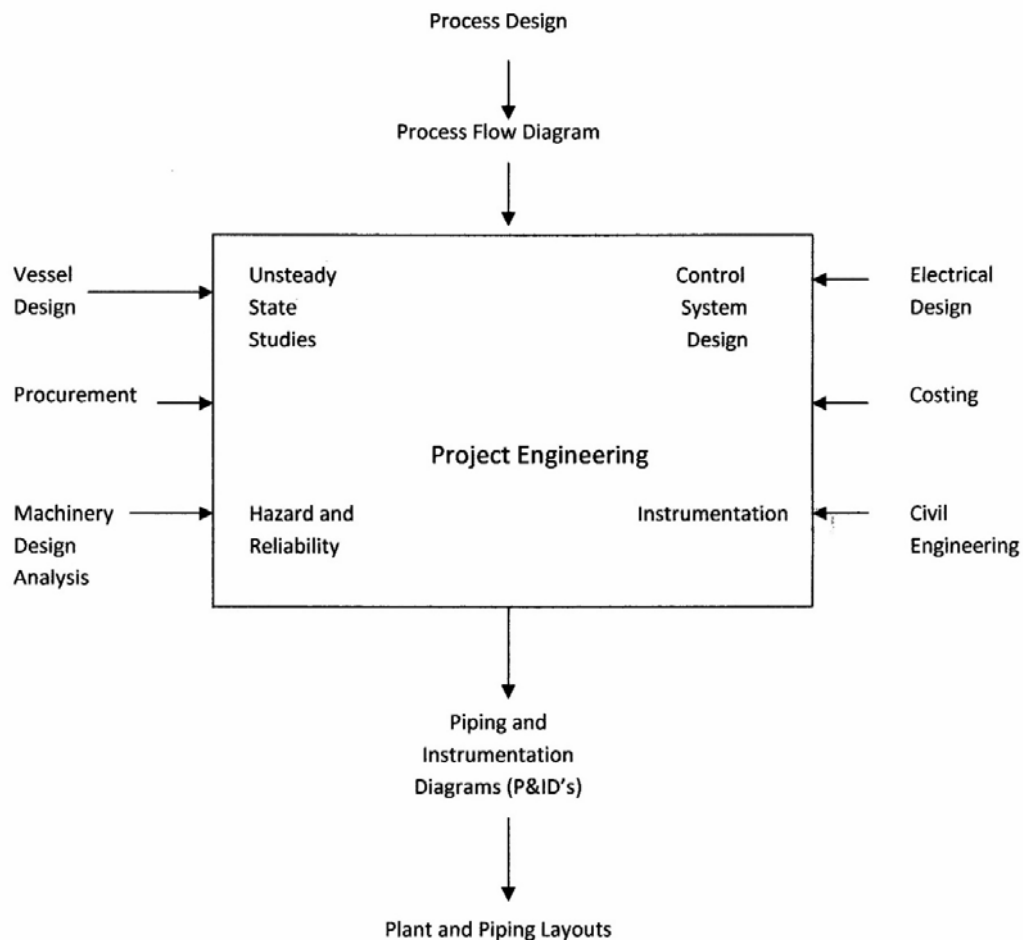 Process Design
Process Flow Diagram
Vessel
Design
Unsteady
State
Studies
Control
System
Design
Electrical
Design
Procurement
Costing
Project Engineering
Machinery
Design
Analysis
Hazard and
Reliability
Instrumentation
Civil
Engineering
Piping and
Instrumentation
Diagrams (P&ID's)
Plant and Piping Layouts